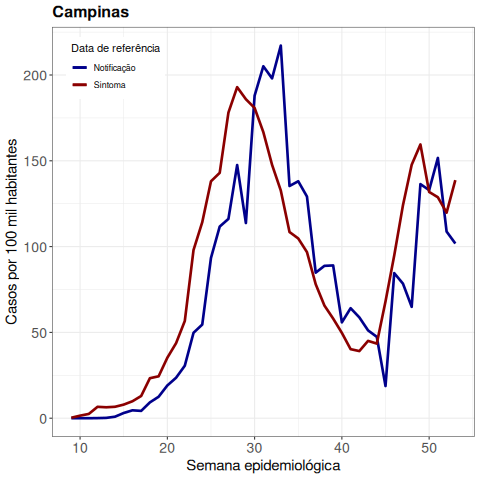 Campinas
Data de referência
Notificação
Sintoma
Casos por 100 mil habitantes
200
150
100
50
0
10 20 30 40 50
Semana epidemiológica